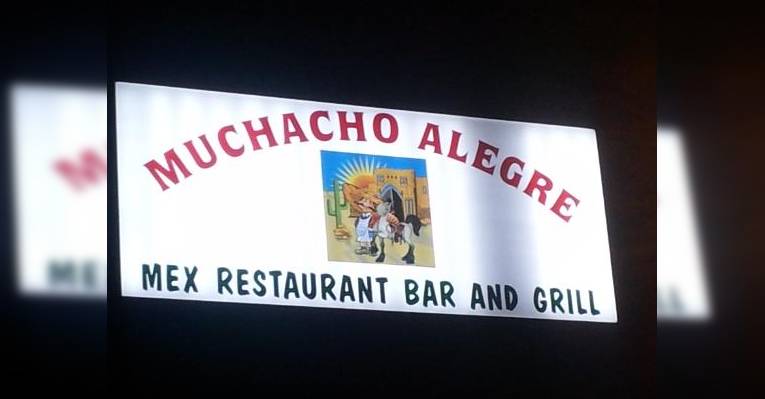 MUCHACHO ALEGRE
MEX RESTAURANT BAR AND GRILL